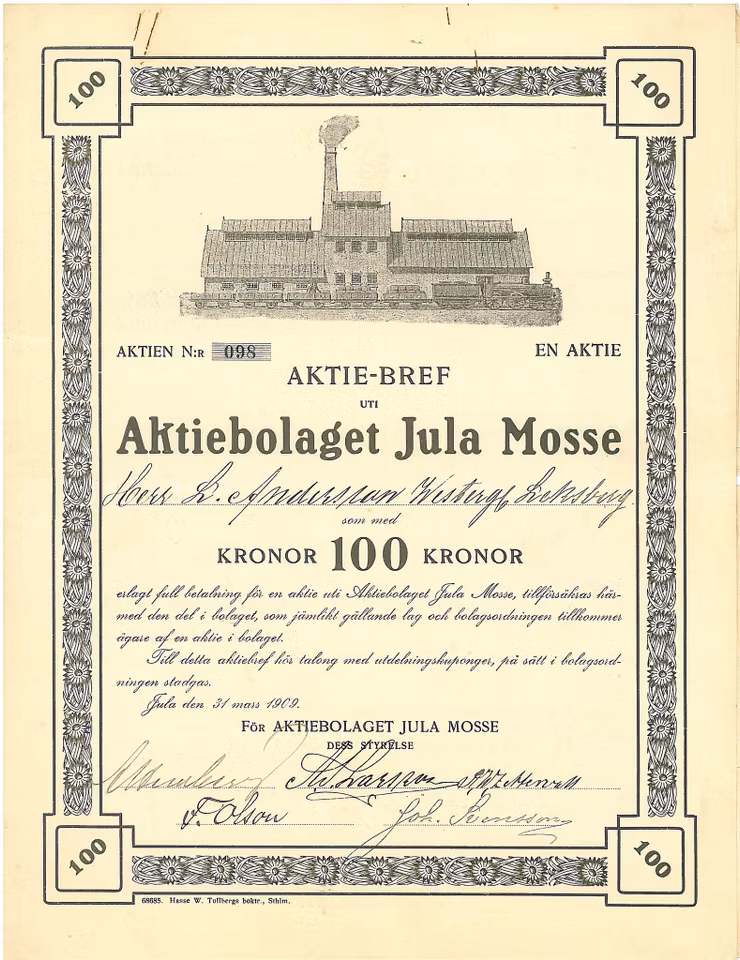 100
100
AKTIEN N:R 098
EN AKTIE
AKTIE-BREF
UTI
Aktiebolaget Jula Mosse
Herr L. Andersson Leksberg.
som med
KRONOR 100 KRONOR
erlagt full betalning för en aktie uti Aktiebolaget Jula Mosse, tillförsäkras här-
med den del i bolaget, som jämlikt gällande lag och bolagsordningen tillkommer
ägare af en aktie i bolaget.
Till detta aktiebref hör talong med utdelningskuponger, på sätt i bolagsord-
ningen stadgas.
Jula den 31 mars 1909.
FÖR AKTIEBOLAGET JULA MOSSE
DESS STYRELSE
Larsson
F. Olson Joh. Svensson
100
100
68685. Hasse W. Tullbergs boktr., Sthlm.